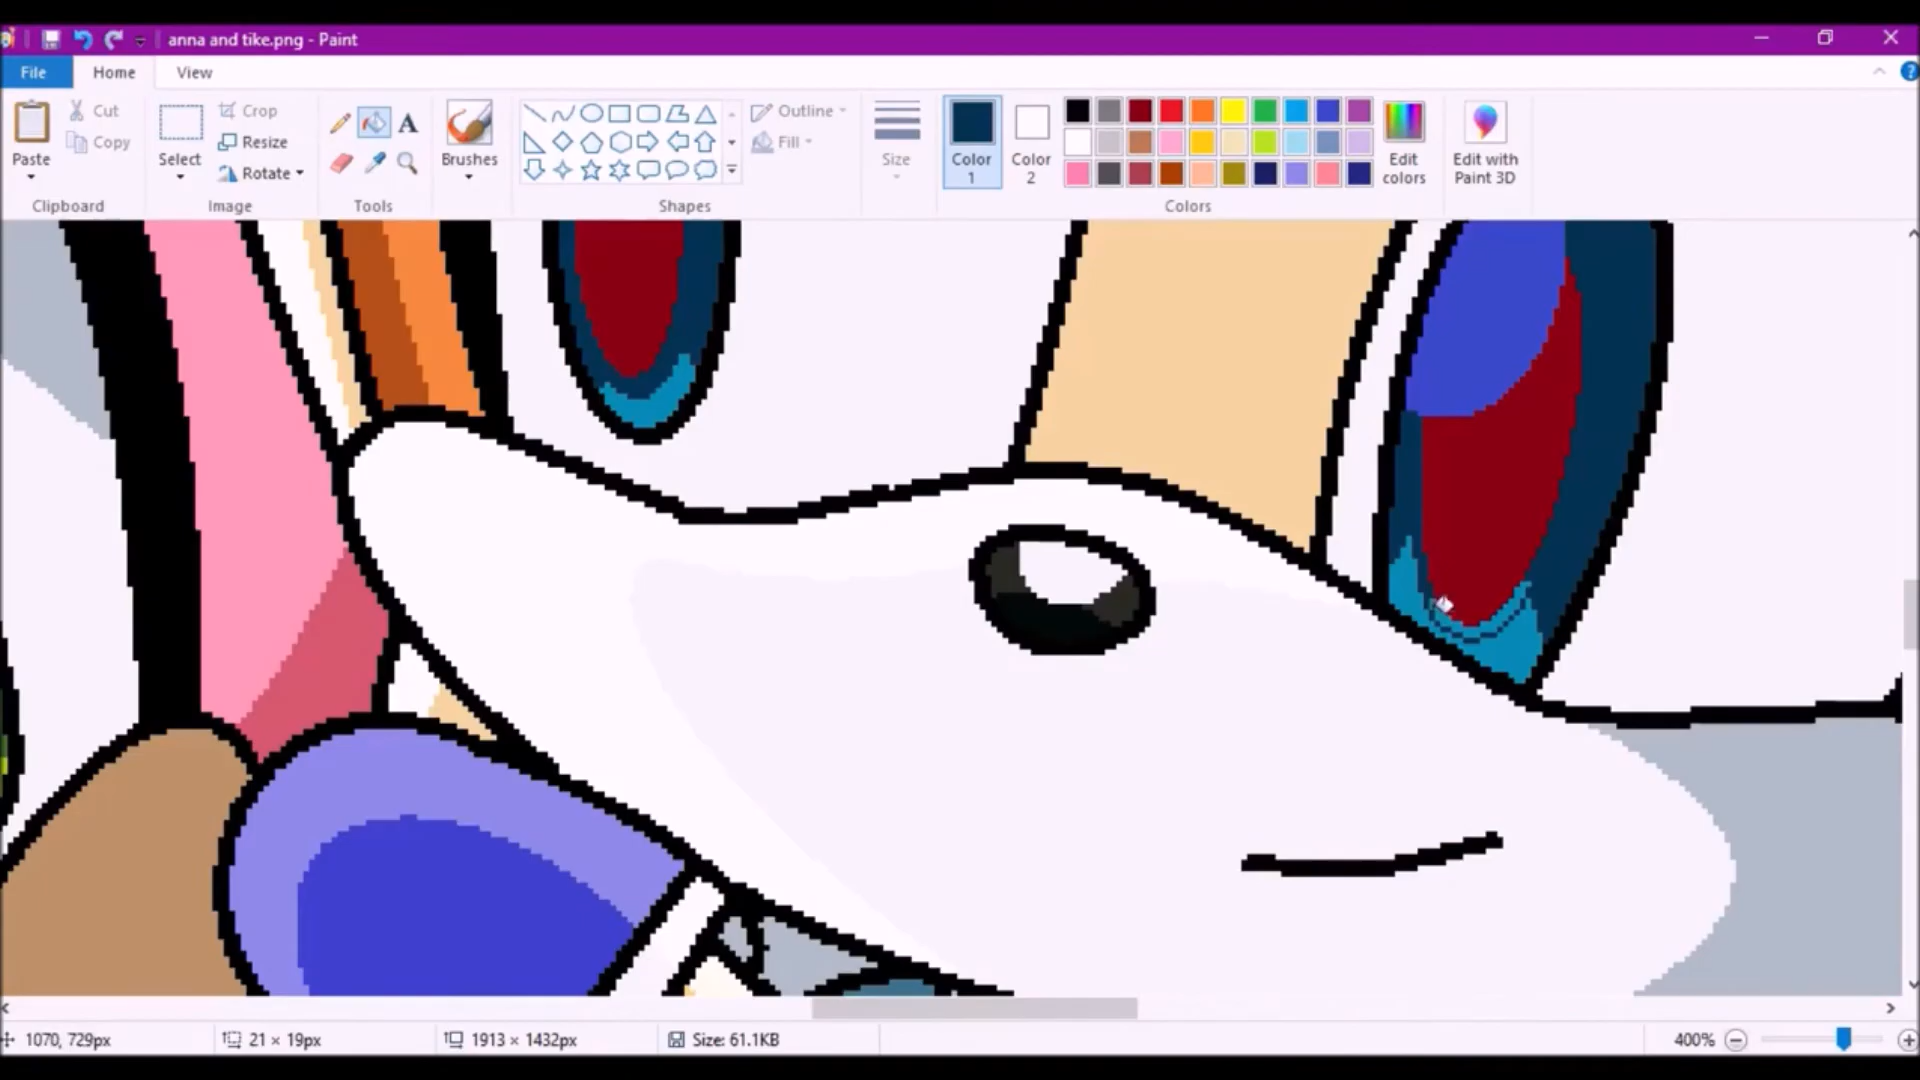 anna and tike.png - Paint
File Home View
Paste Cut Copy Clipboard
Select Crop Resize Rotate Image
Tools
Brushes
Shapes
Outline Fill
Size
Color 1 Color 2
Edit colors
Colors
Edit with Paint 3D
1070, 729px 21 × 19px 1913 × 1432px Size: 61.1KB 400%